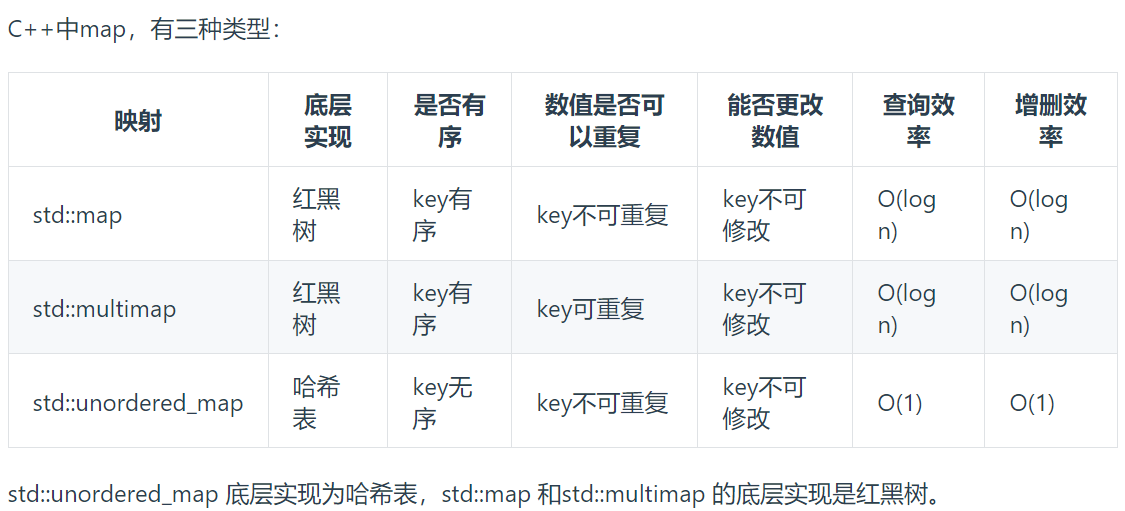 C++中map，有三种类型：
映射 底层实现 是否有序 数值是否可以重复 能否更改数值 查询效率 增删效率
std::map 红黑树 key有序 key不可重复 key不可修改 O(log n) O(log n)
std::multimap 红黑树 key有序 key可重复 key不可修改 O(log n) O(log n)
std::unordered_map 哈希表 key无序 key不可重复 key不可修改 O(1) O(1)
std::unordered_map 底层实现为哈希表，std::map 和std::multimap 的底层实现是红黑树。